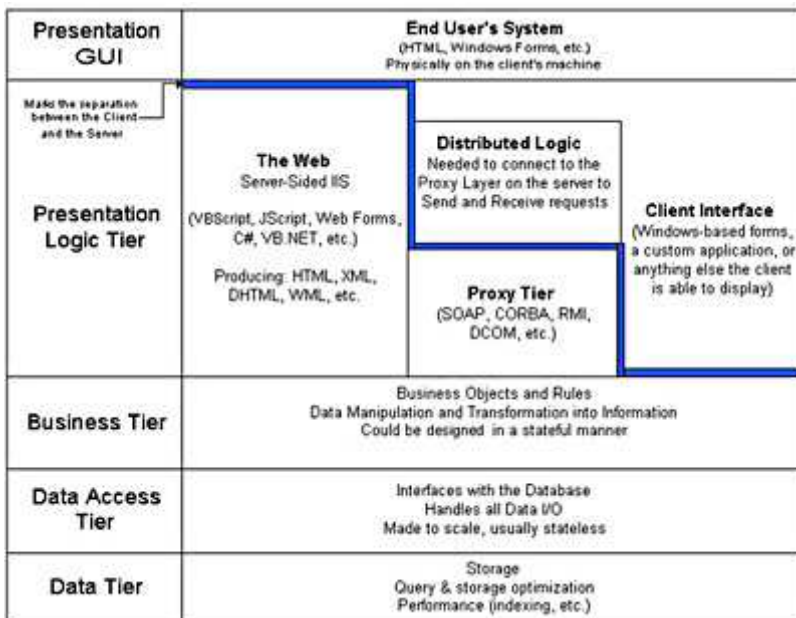 Presentation
GUI
End User's System
(HTML, Windows Forms, etc.)
Physically on the client's machine
Marks the separation
between the Client
and the Server
Presentation
Logic Tier
The Web
Server-Sided IIS
(VBScript, JScript, Web Forms,
C#, VB.NET, etc.)
Producing: HTML, XML,
DHTML, WML, etc.
Distributed Logic
Needed to connect to the
Proxy Layer on the server to
Send and Receive requests
Proxy Tier
(SOAP, CORBA, RMI,
DCOM, etc.)
Client Interface
(Windows-based forms,
a custom application, or
anything else the client
is able to display)
Business Tier
Business Objects and Rules
Data Manipulation and Transformation into Information
Could be designed in a stateful manner
Data Access
Tier
Interfaces with the Database
Handles all Data I/O
Made to scale, usually stateless
Data Tier
Storage
Query & storage optimization
Performance (indexing, etc.)